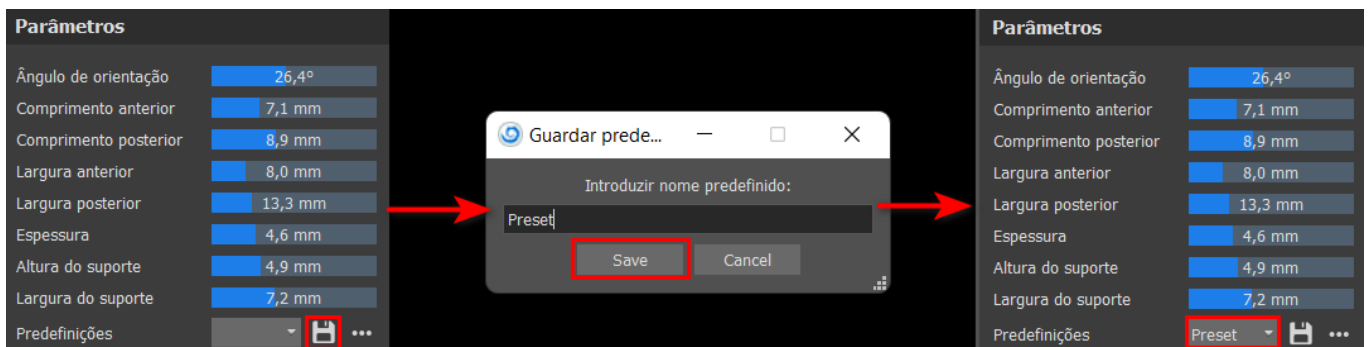 Parâmetros
Ângulo de orientação 26,4°
Comprimento anterior 7,1 mm
Comprimento posterior 8,9 mm
Largura anterior 8,0 mm
Largura posterior 13,3 mm
Espessura 4,6 mm
Altura do suporte 4,9 mm
Largura do suporte 7,2 mm
Predefinições
Guardar prede...
Introduzir nome predefinido:
Preset
Save Cancel
Parâmetros
Ângulo de orientação 26,4°
Comprimento anterior 7,1 mm
Comprimento posterior 8,9 mm
Largura anterior 8,0 mm
Largura posterior 13,3 mm
Espessura 4,6 mm
Altura do suporte 4,9 mm
Largura do suporte 7,2 mm
Predefinições Preset